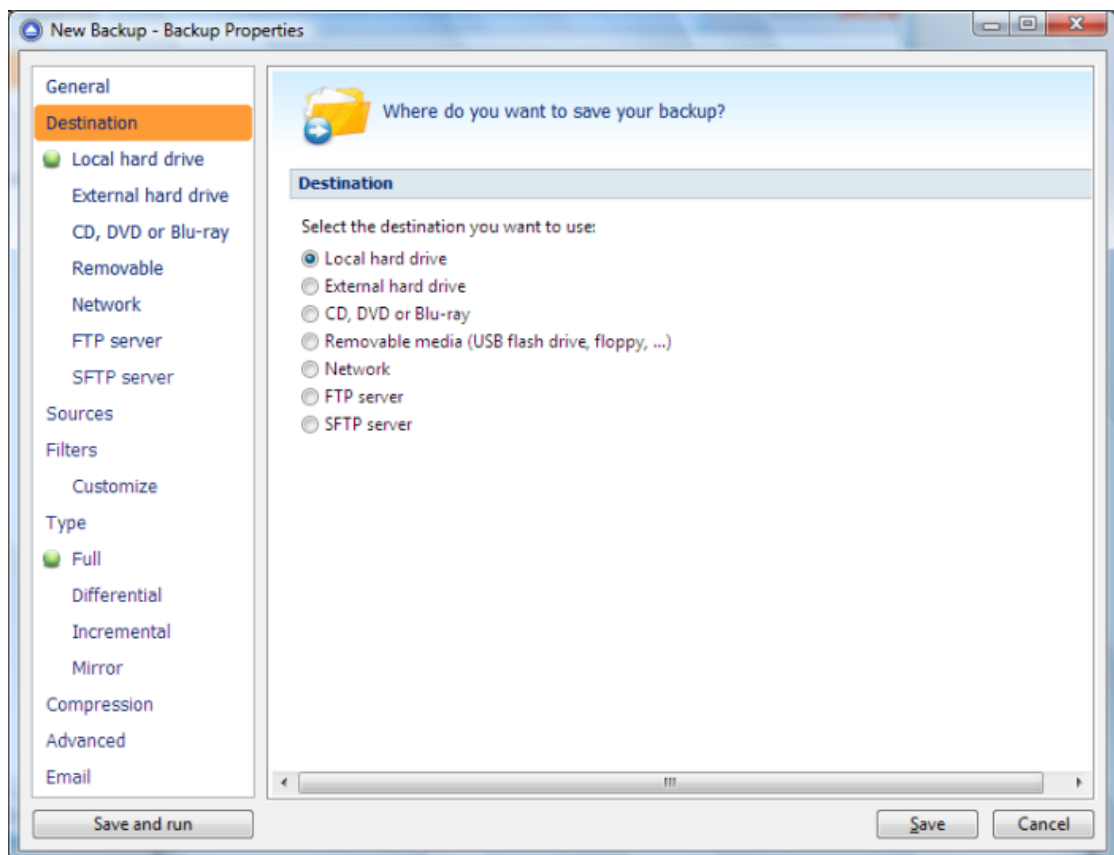 New Backup - Backup Properties
General
Destination
Local hard drive
External hard drive
CD, DVD or Blu-ray
Removable
Network
FTP server
SFTP server
Sources
Filters
Customize
Type
Full
Differential
Incremental
Mirror
Compression
Advanced
Email
Where do you want to save your backup?
Destination
Select the destination you want to use:
Local hard drive
External hard drive
CD, DVD or Blu-ray
Removable media (USB flash drive, floppy, ...)
Network
FTP server
SFTP server
Save and run
Save
Cancel